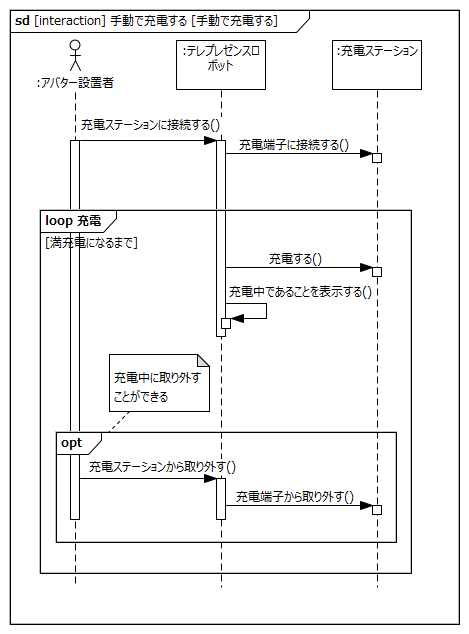 sd [interaction] 手動で充電する [手動で充電する]
:アバター設置者
:テレプレゼンスロ
ボット
:充電ステーション
充電ステーションに接続する()
充電端子に接続する()
loop 充電
[満充電になるまで]
充電する()
充電中であることを表示する()
充電中に取り外す
ことができる
opt
充電ステーションから取り外す()
充電端子から取り外す()